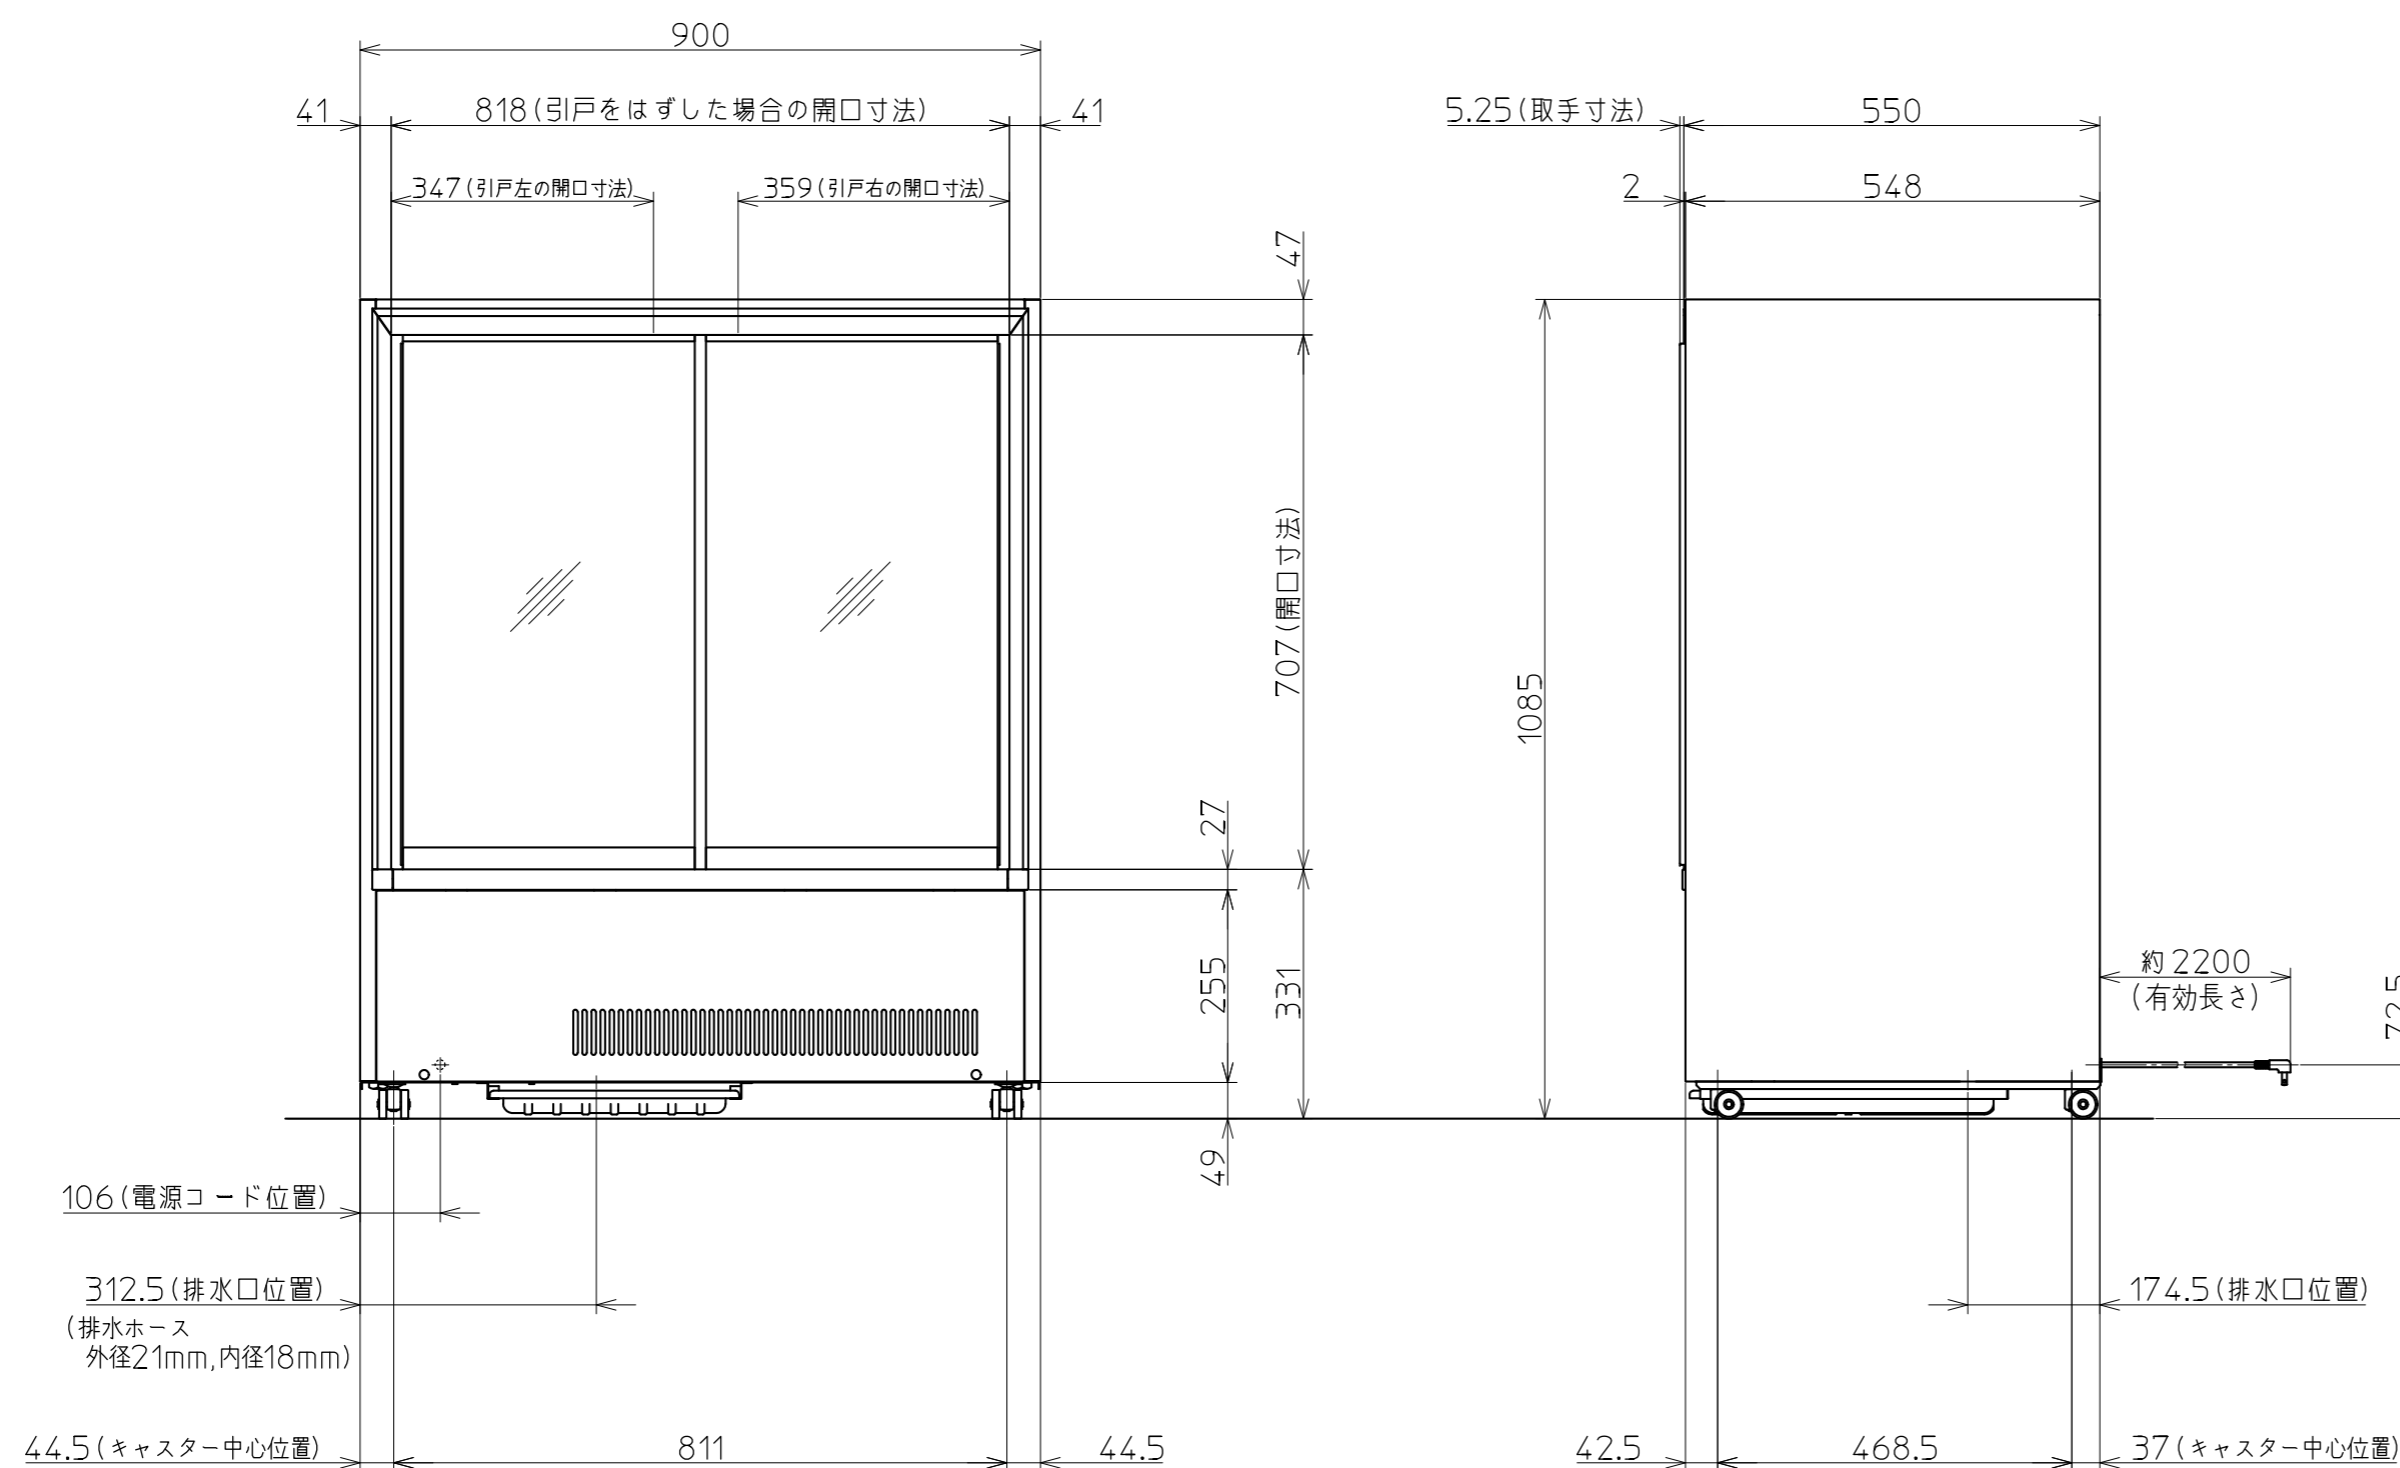 900
41
818(引戸をはずした場合の開口寸法)
41
5.25(取手寸法)
550
347(引戸左の開口寸法)
359(引戸右の開口寸法)
2
548
47
707(開口寸法)
1085
27
255
331
約2200
(有効長さ)
72.5
49
106(電源コード位置)
312.5(排水口位置)
(排水ホース
外径21mm,内径18mm)
174.5(排水口位置)
44.5(キャスター中心位置)
811
44.5
42.5
468.5
37(キャスター中心位置)